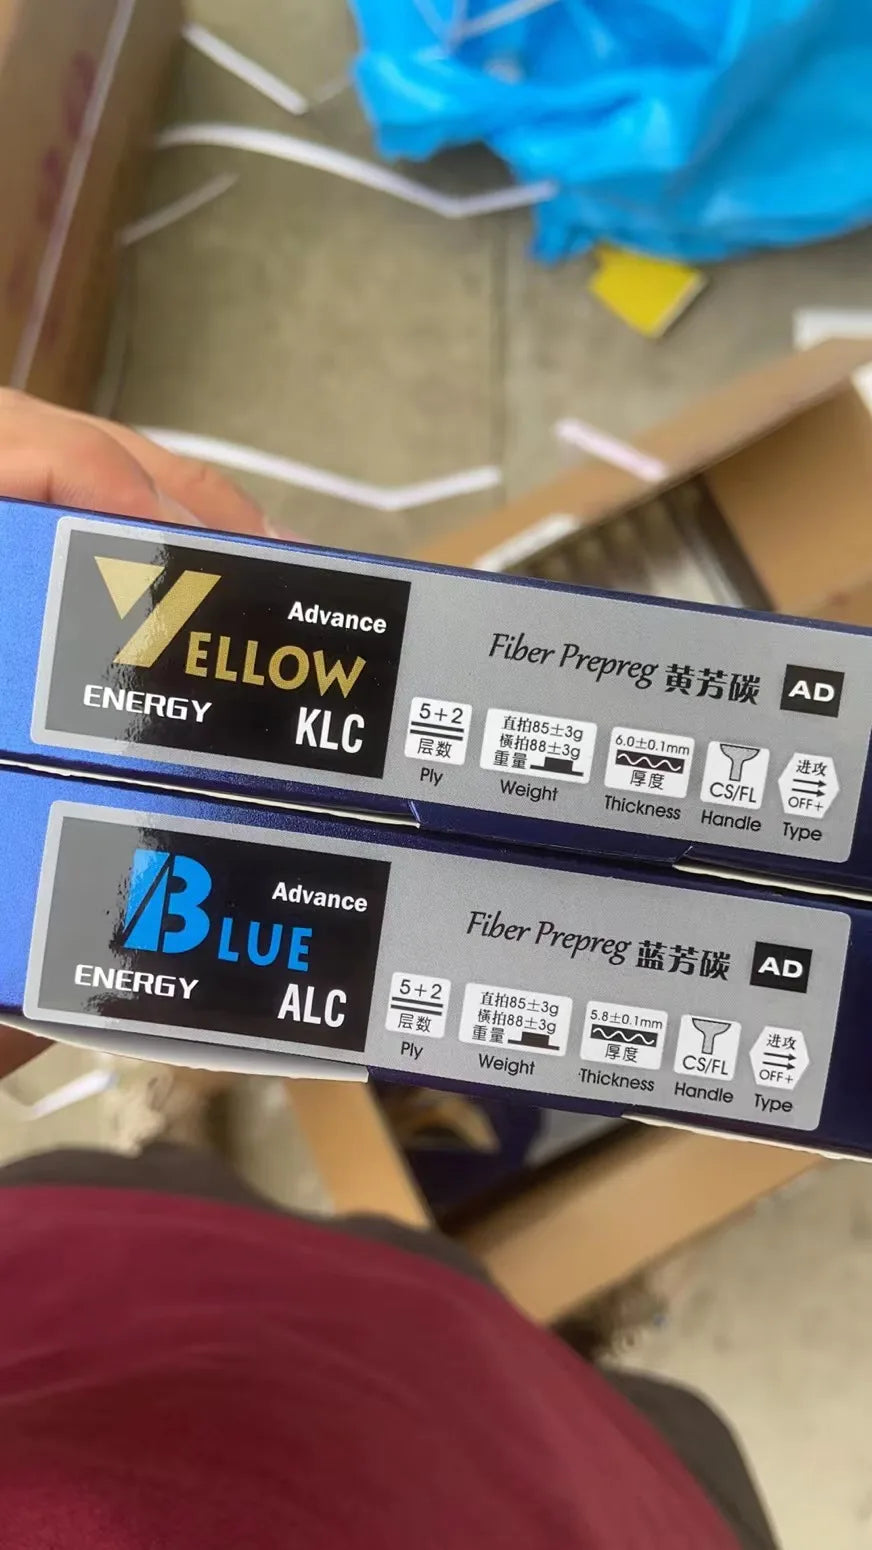 Advance
YELLOW
ENERGY
KLC
Fiber Prepreg 黄芳碳 AD
5+2
层数
Ply
直拍85±3g
橫拍88±3g
重量
Weight
6.0±0.1mm
厚度
Thickness
CS/FL
Handle
进攻
OFF+
Type
Advance
BLUE
ENERGY
ALC
Fiber Prepreg 蓝芳碳 AD
5+2
层数
Ply
直拍85±3g
橫拍88±3g
重量
Weight
5.8±0.1mm
厚度
Thickness
CS/FL
Handle
进攻
OFF+
Type